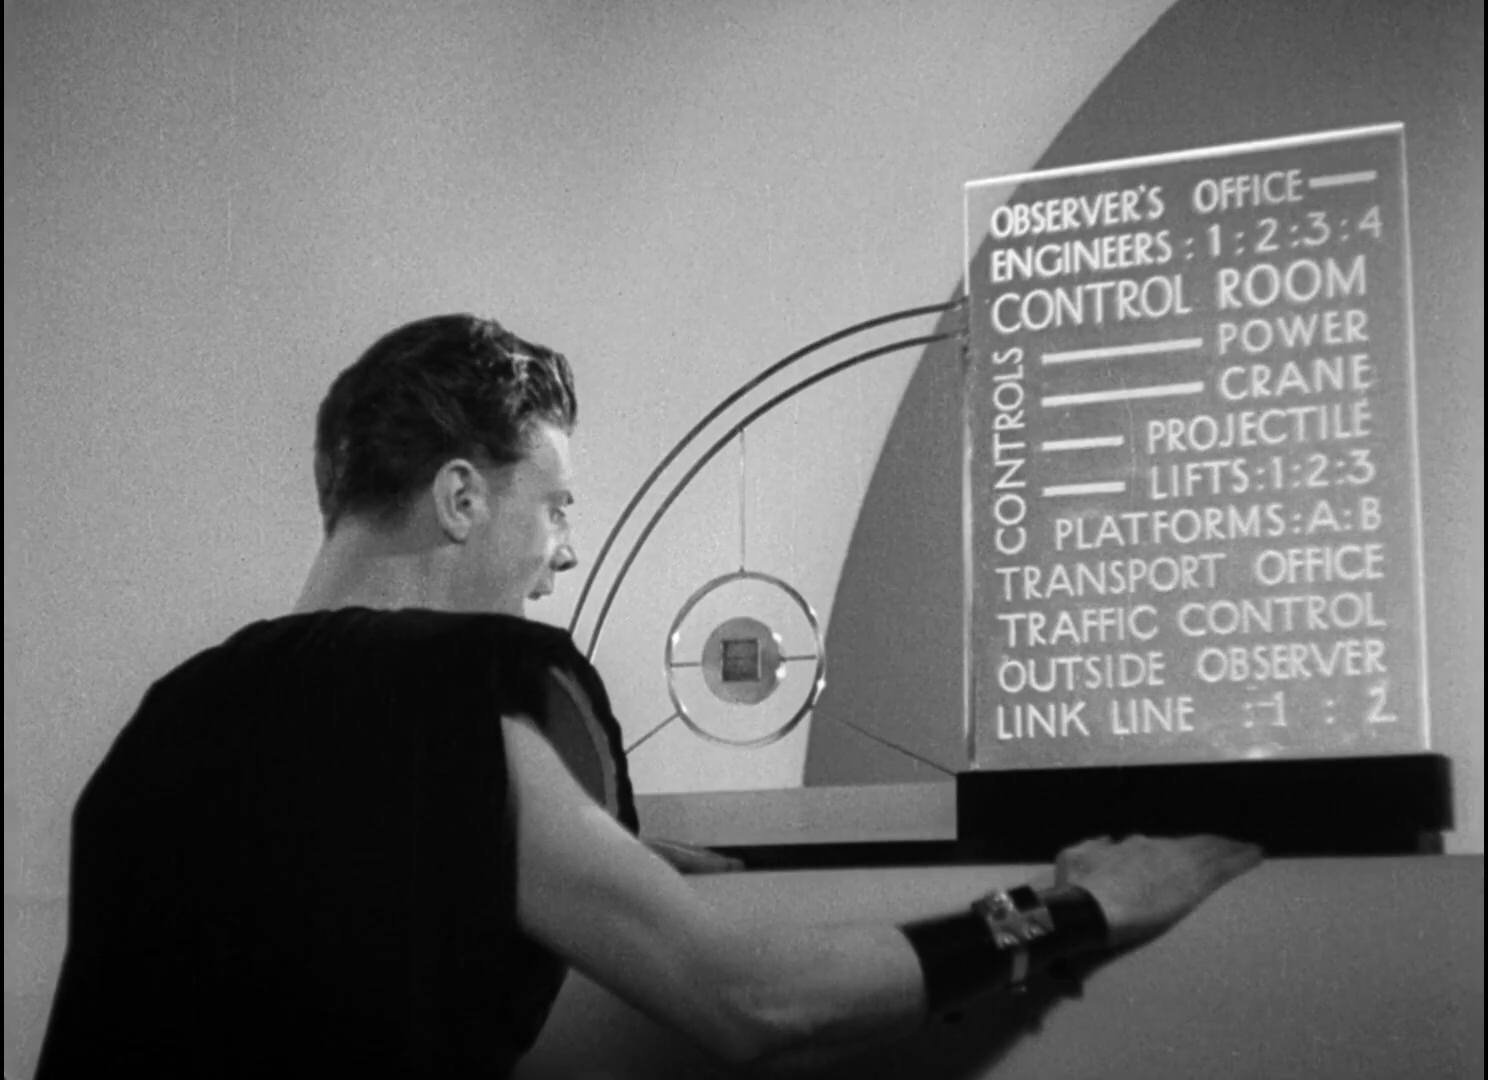 OBSERVER'S OFFICE
ENGINEERS : 1 : 2 : 3 : 4
CONTROL ROOM
CONTROLS
POWER
CRANE
PROJECTILE
LIFTS : 1 : 2 : 3
PLATFORMS : A : B
TRANSPORT OFFICE
TRAFFIC CONTROL
OUTSIDE OBSERVER
LINK LINE : 1 : 2